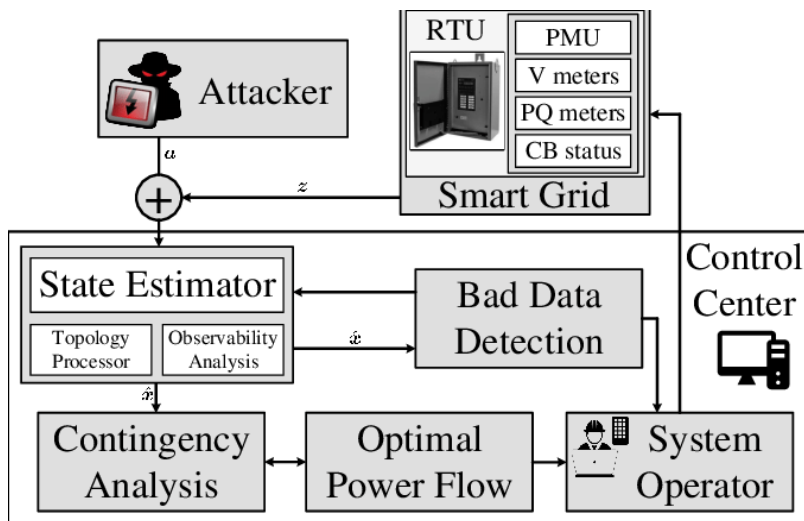 RTU
PMU
V meters
PQ meters
CB status
Attacker
Smart Grid
a
z
+
Control
Center
State Estimator
Topology
Processor
Observability
Analysis
x̂
Bad Data
Detection
x̂
Contingency
Analysis
Optimal
Power Flow
System
Operator